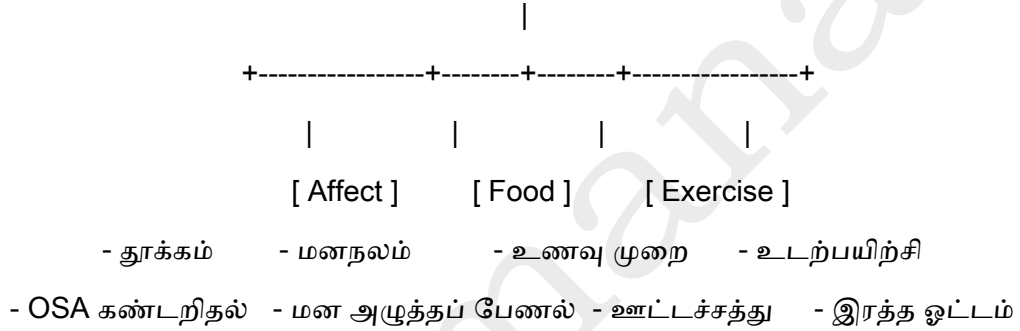 |
+-----------------+--------+--------+-----------------+
| | | |
[ Affect ] [ Food ] [ Exercise ]
- தூக்கம் - மனநலம் - உணவு முறை - உடற்பயிற்சி
- OSA கண்டறிதல் - மன அழுத்தப் பேணல் - ஊட்டச்சத்து - இரத்த ஓட்டம்